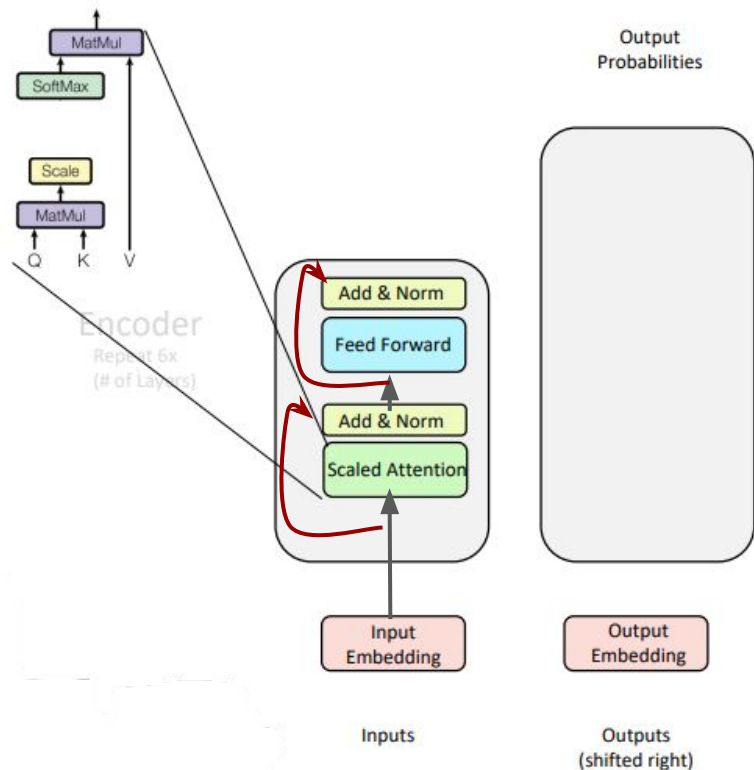 MatMul
SoftMax
Scale
MatMul
Q K V
Encoder
Repeat 6x
(# of Layers)
Add & Norm
Feed Forward
Add & Norm
Scaled Attention
Input
Embedding
Inputs
Output
Probabilities
Output
Embedding
Outputs
(shifted right)